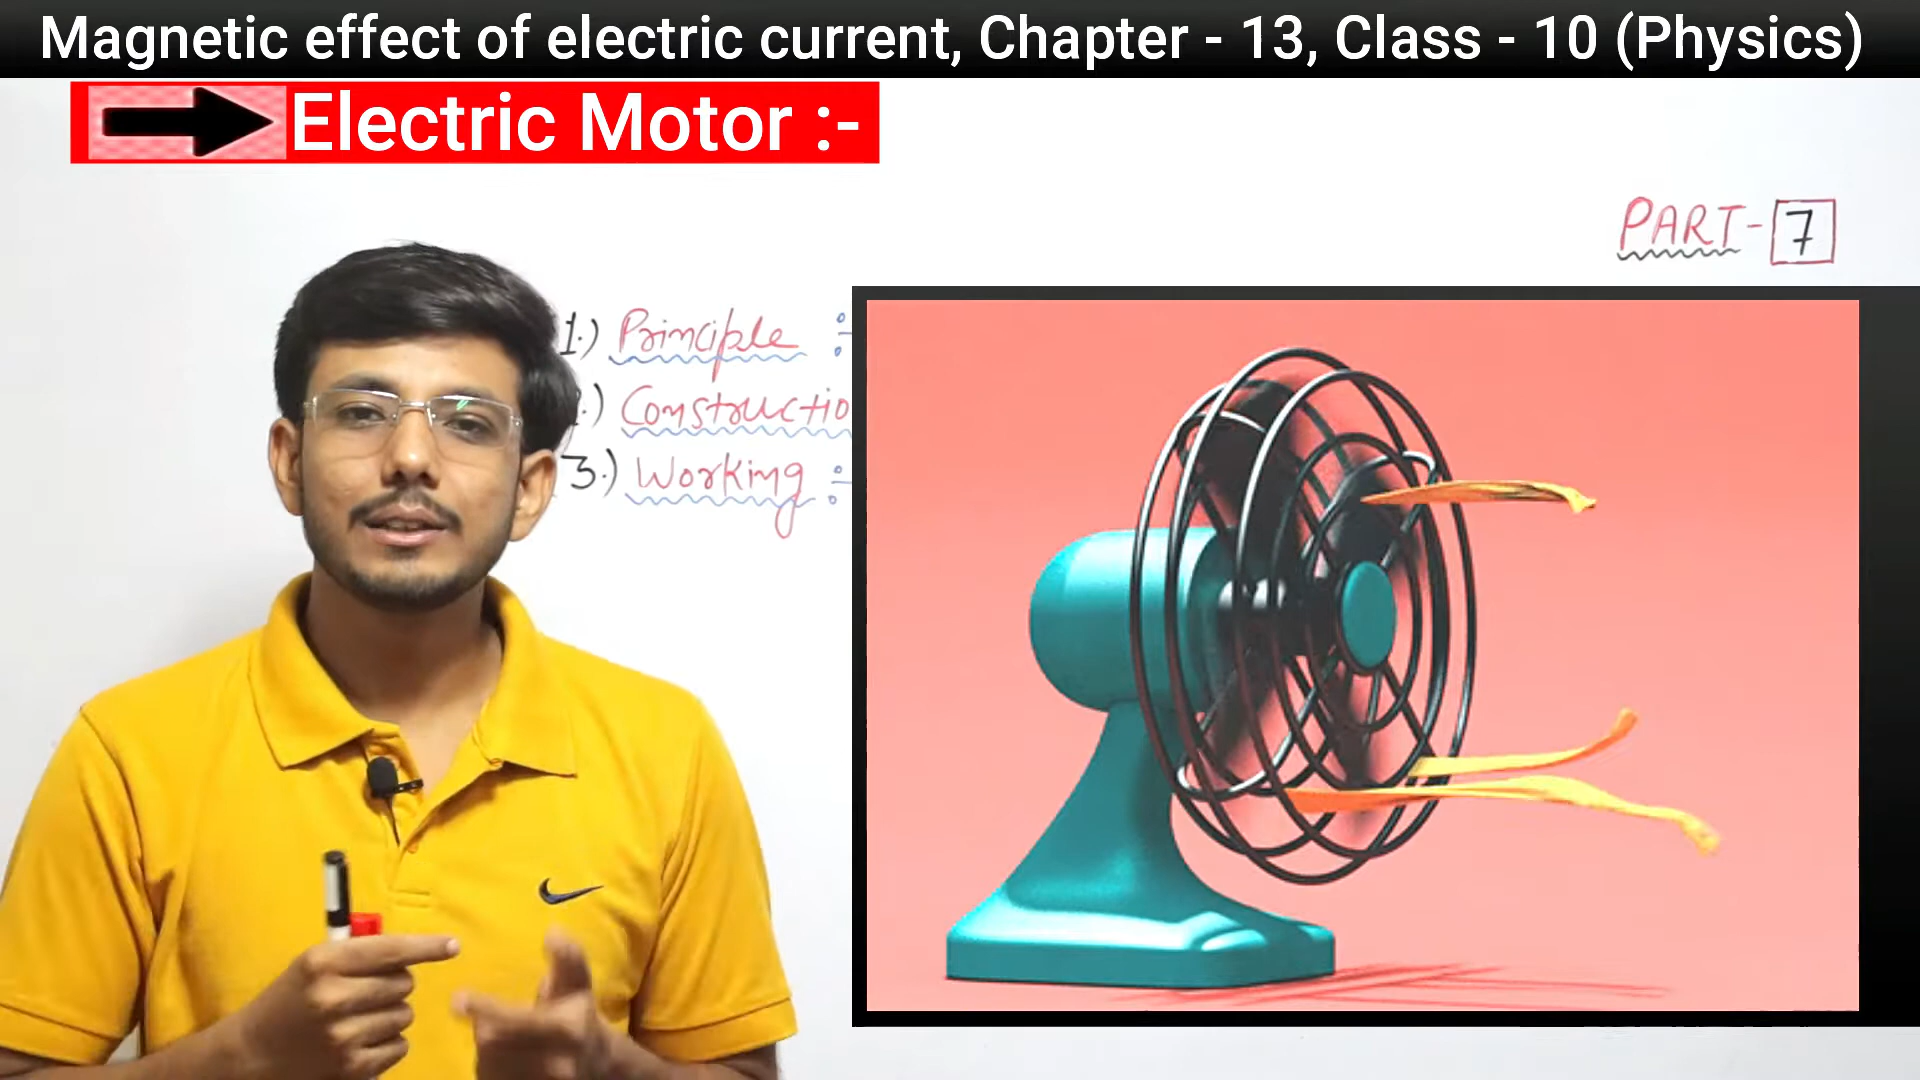 Magnetic effect of electric current, Chapter - 13, Class - 10 (Physics)
Electric Motor :-
PART-7
1.) Principle :-
2.) Constructio
3.) Working :-